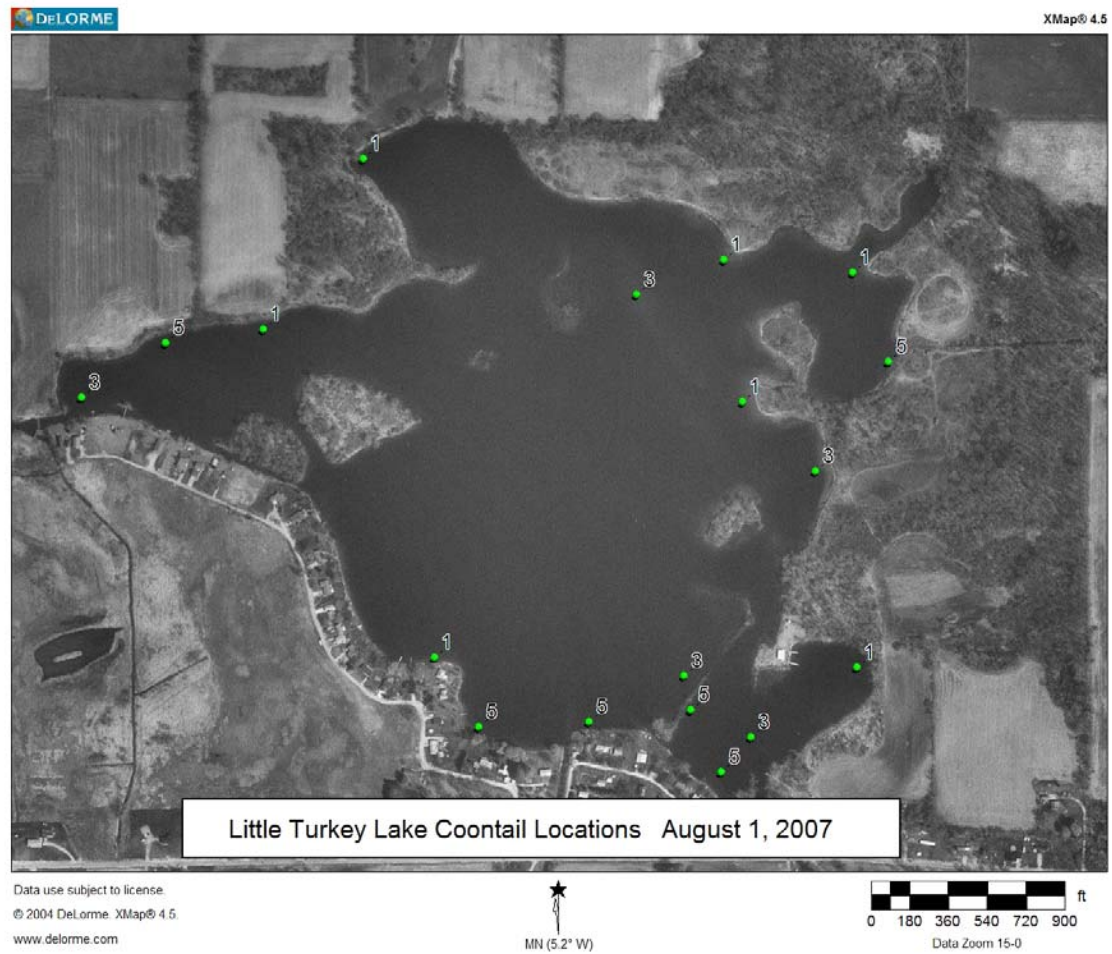 DELORME
XMap® 4.5
1
1
1
3
1
5
5
3
1
3
1
3
1
5
5
5
3
5
Little Turkey Lake Coontail Locations August 1, 2007
Data use subject to license.
© 2004 DeLorme. XMap® 4.5.
www.delorme.com
MN (5.2° W)
ft
0 180 360 540 720 900
Data Zoom 15-0